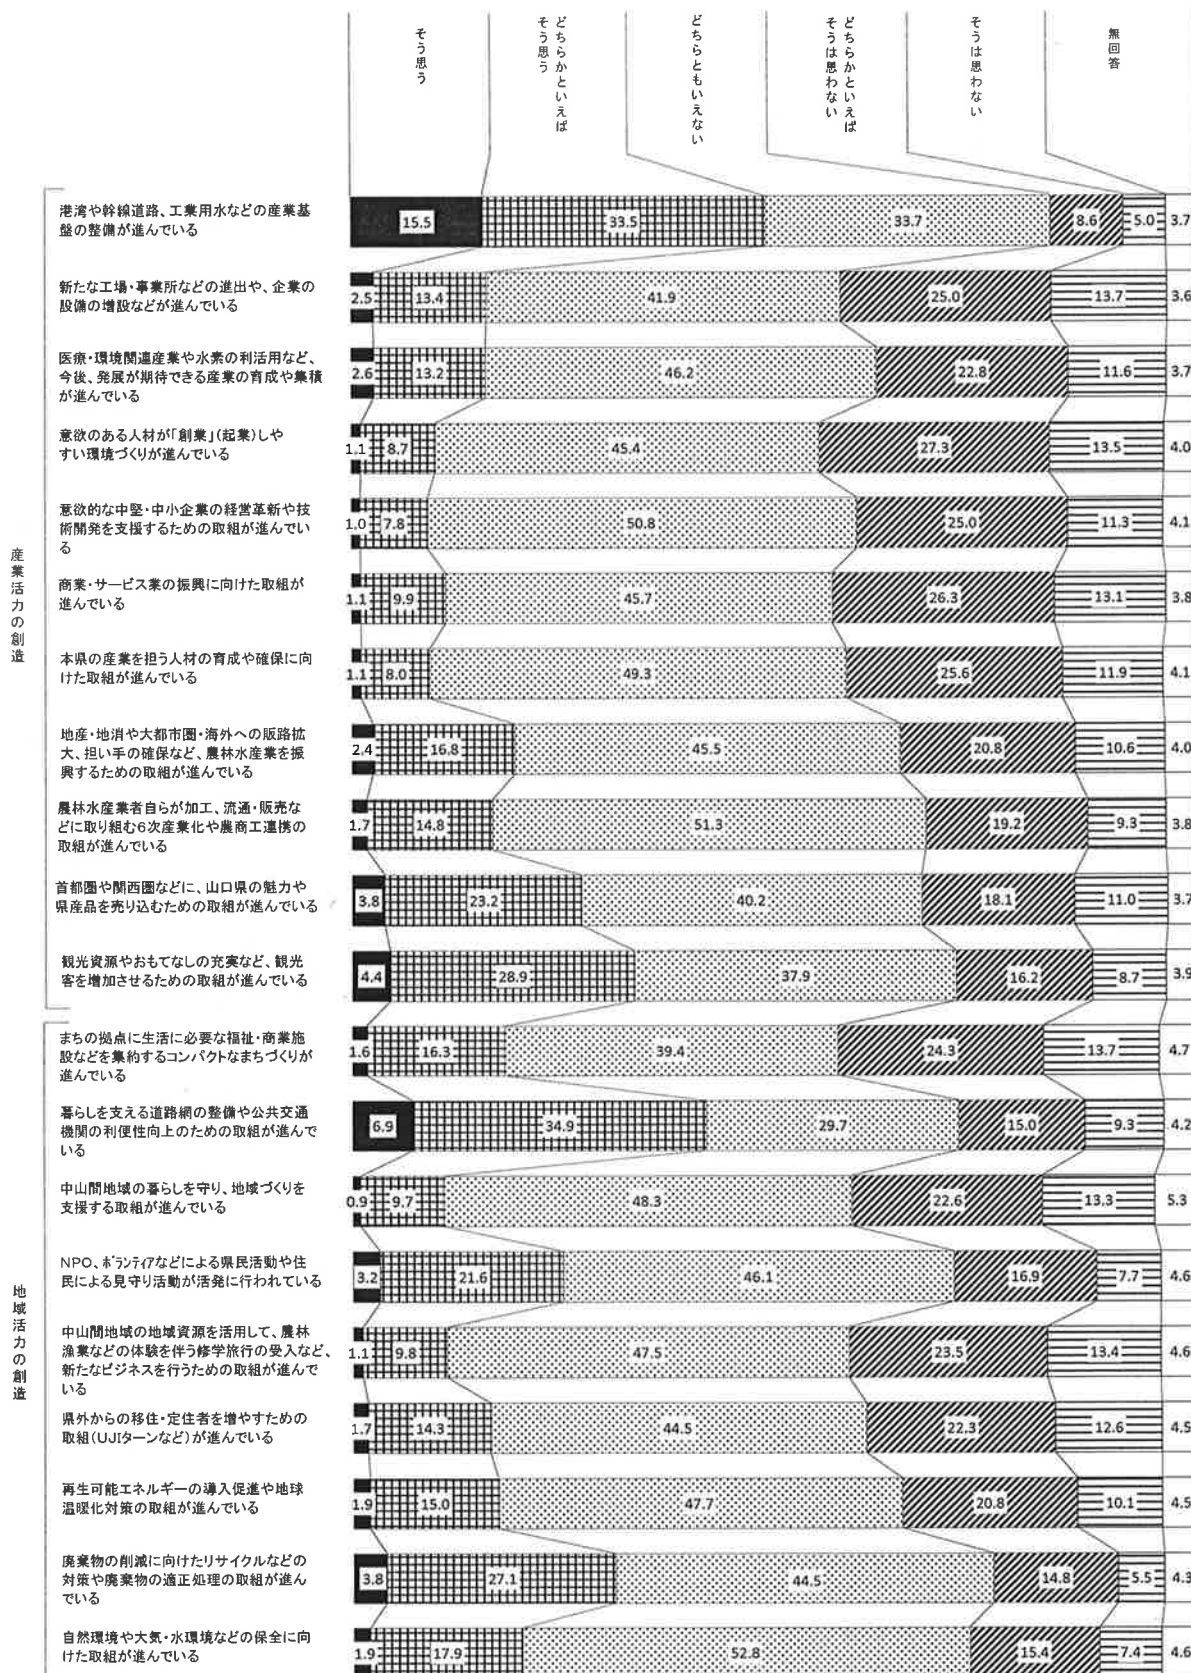 そう思う
どちらかといえば
そう思う
どちらともいえない
どちらかといえば
そうは思わない
そうは思わない
無回答
産業活力の創造
港湾や幹線道路、工業用水などの産業基
盤の整備が進んでいる
15.5 33.5 33.7 8.6 5.0 3.7
新たな工場・事業所などの進出や、企業の
設備の増設などが進んでいる
2.5 13.4 41.9 25.0 13.7 3.6
医療・環境関連産業や水素の利活用など、
今後、発展が期待できる産業の育成や集積
が進んでいる
2.6 13.2 46.2 22.8 11.6 3.7
意欲のある人材が「創業」(起業)しや
すい環境づくりが進んでいる
1.1 8.7 45.4 27.3 13.5 4.0
意欲的な中堅・中小企業の経営革新や技
術開発を支援するための取組が進んでい
る
1.0 7.8 50.8 25.0 11.3 4.1
商業・サービス業の振興に向けた取組が
進んでいる
1.1 9.9 45.7 26.3 13.1 3.8
本県の産業を担う人材の育成や確保に向
けた取組が進んでいる
1.1 8.0 49.3 25.6 11.9 4.1
地産・地消や大都市圏・海外への販路拡
大、担い手の確保など、農林水産業を振
興するための取組が進んでいる
2.4 16.8 45.5 20.8 10.6 4.0
農林水産業者自らが加工、流通・販売な
どに取り組む6次産業化や農商工連携の
取組が進んでいる
1.7 14.8 51.3 19.2 9.3 3.8
首都圏や関西圏などに、山口県の魅力や
県産品を売り込むための取組が進んでいる
3.8 23.2 40.2 18.1 11.0 3.7
観光資源やおもてなしの充実など、観光
客を増加させるための取組が進んでいる
4.4 28.9 37.9 16.2 8.7 3.9
地域活力の創造
まちの拠点に生活に必要な福祉・商業施
設などを集約するコンパクトなまちづくりが
進んでいる
1.6 16.3 39.4 24.3 13.7 4.7
暮らしを支える道路網の整備や公共交通
機関の利便性向上のための取組が進んで
いる
6.9 34.9 29.7 15.0 9.3 4.2
中山間地域の暮らしを守り、地域づくりを
支援する取組が進んでいる
0.9 9.7 48.3 22.6 13.3 5.3
NPO、ボランティアなどによる県民活動や住
民による見守り活動が活発に行われている
3.2 21.6 46.1 16.9 7.7 4.6
中山間地域の地域資源を活用して、農林
漁業などの体験を伴う修学旅行の受入など、
新たなビジネスを行うための取組が進んで
いる
1.1 9.8 47.5 23.5 13.4 4.6
県外からの移住・定住者を増やすための
取組(UJIターンなど)が進んでいる
1.7 14.3 44.5 22.3 12.6 4.5
再生可能エネルギーの導入促進や地球
温暖化対策の取組が進んでいる
1.9 15.0 47.7 20.8 10.1 4.5
廃棄物の削減に向けたリサイクルなどの
対策や廃棄物の適正処理の取組が進ん
でいる
3.8 27.1 44.5 14.8 5.5 4.3
自然環境や大気・水環境などの保全に向
けた取組が進んでいる
1.9 17.9 52.8 15.4 7.4 4.6